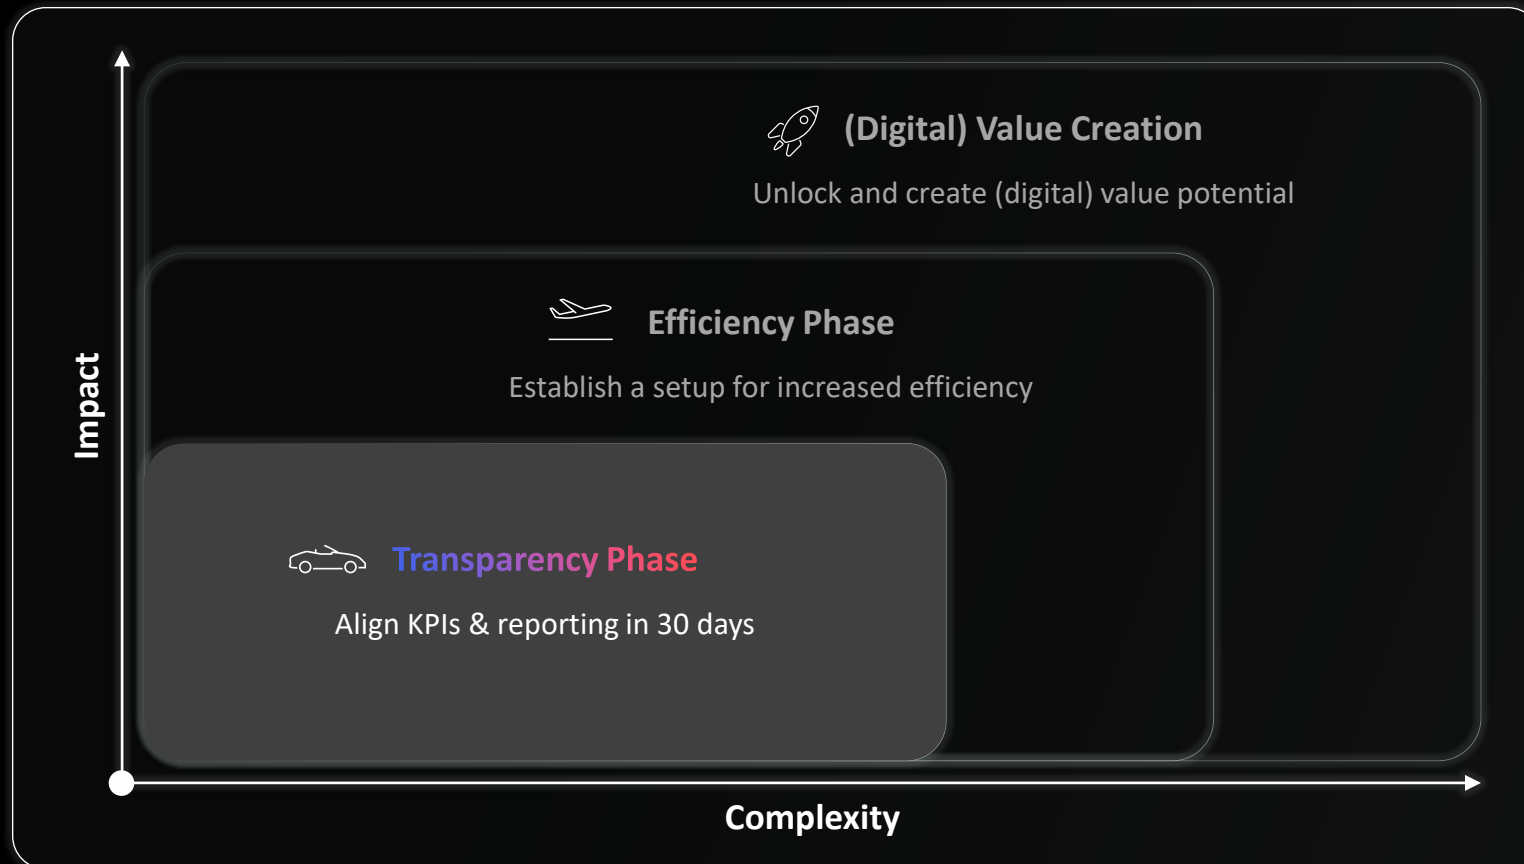 (Digital) Value Creation
Unlock and create (digital) value potential
Efficiency Phase
Establish a setup for increased efficiency
Impact
Transparency Phase
Align KPIs & reporting in 30 days
Complexity